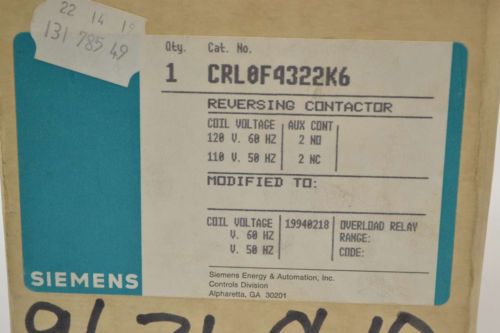 22 14 19
131 785 49
Qty. Cat. No.
1 CRL0F4322K6
REVERSING CONTACTOR
COIL VOLTAGE AUX CONT
120 V. 60 HZ 2 NO
110 V. 50 HZ 2 NC
MODIFIED TO:
COIL VOLTAGE 19940218 OVERLOAD RELAY
V. 60 HZ RANGE:
V. 50 HZ CODE:
SIEMENS
Siemens Energy & Automation, Inc.
Controls Division
Alpharetta, GA 30201